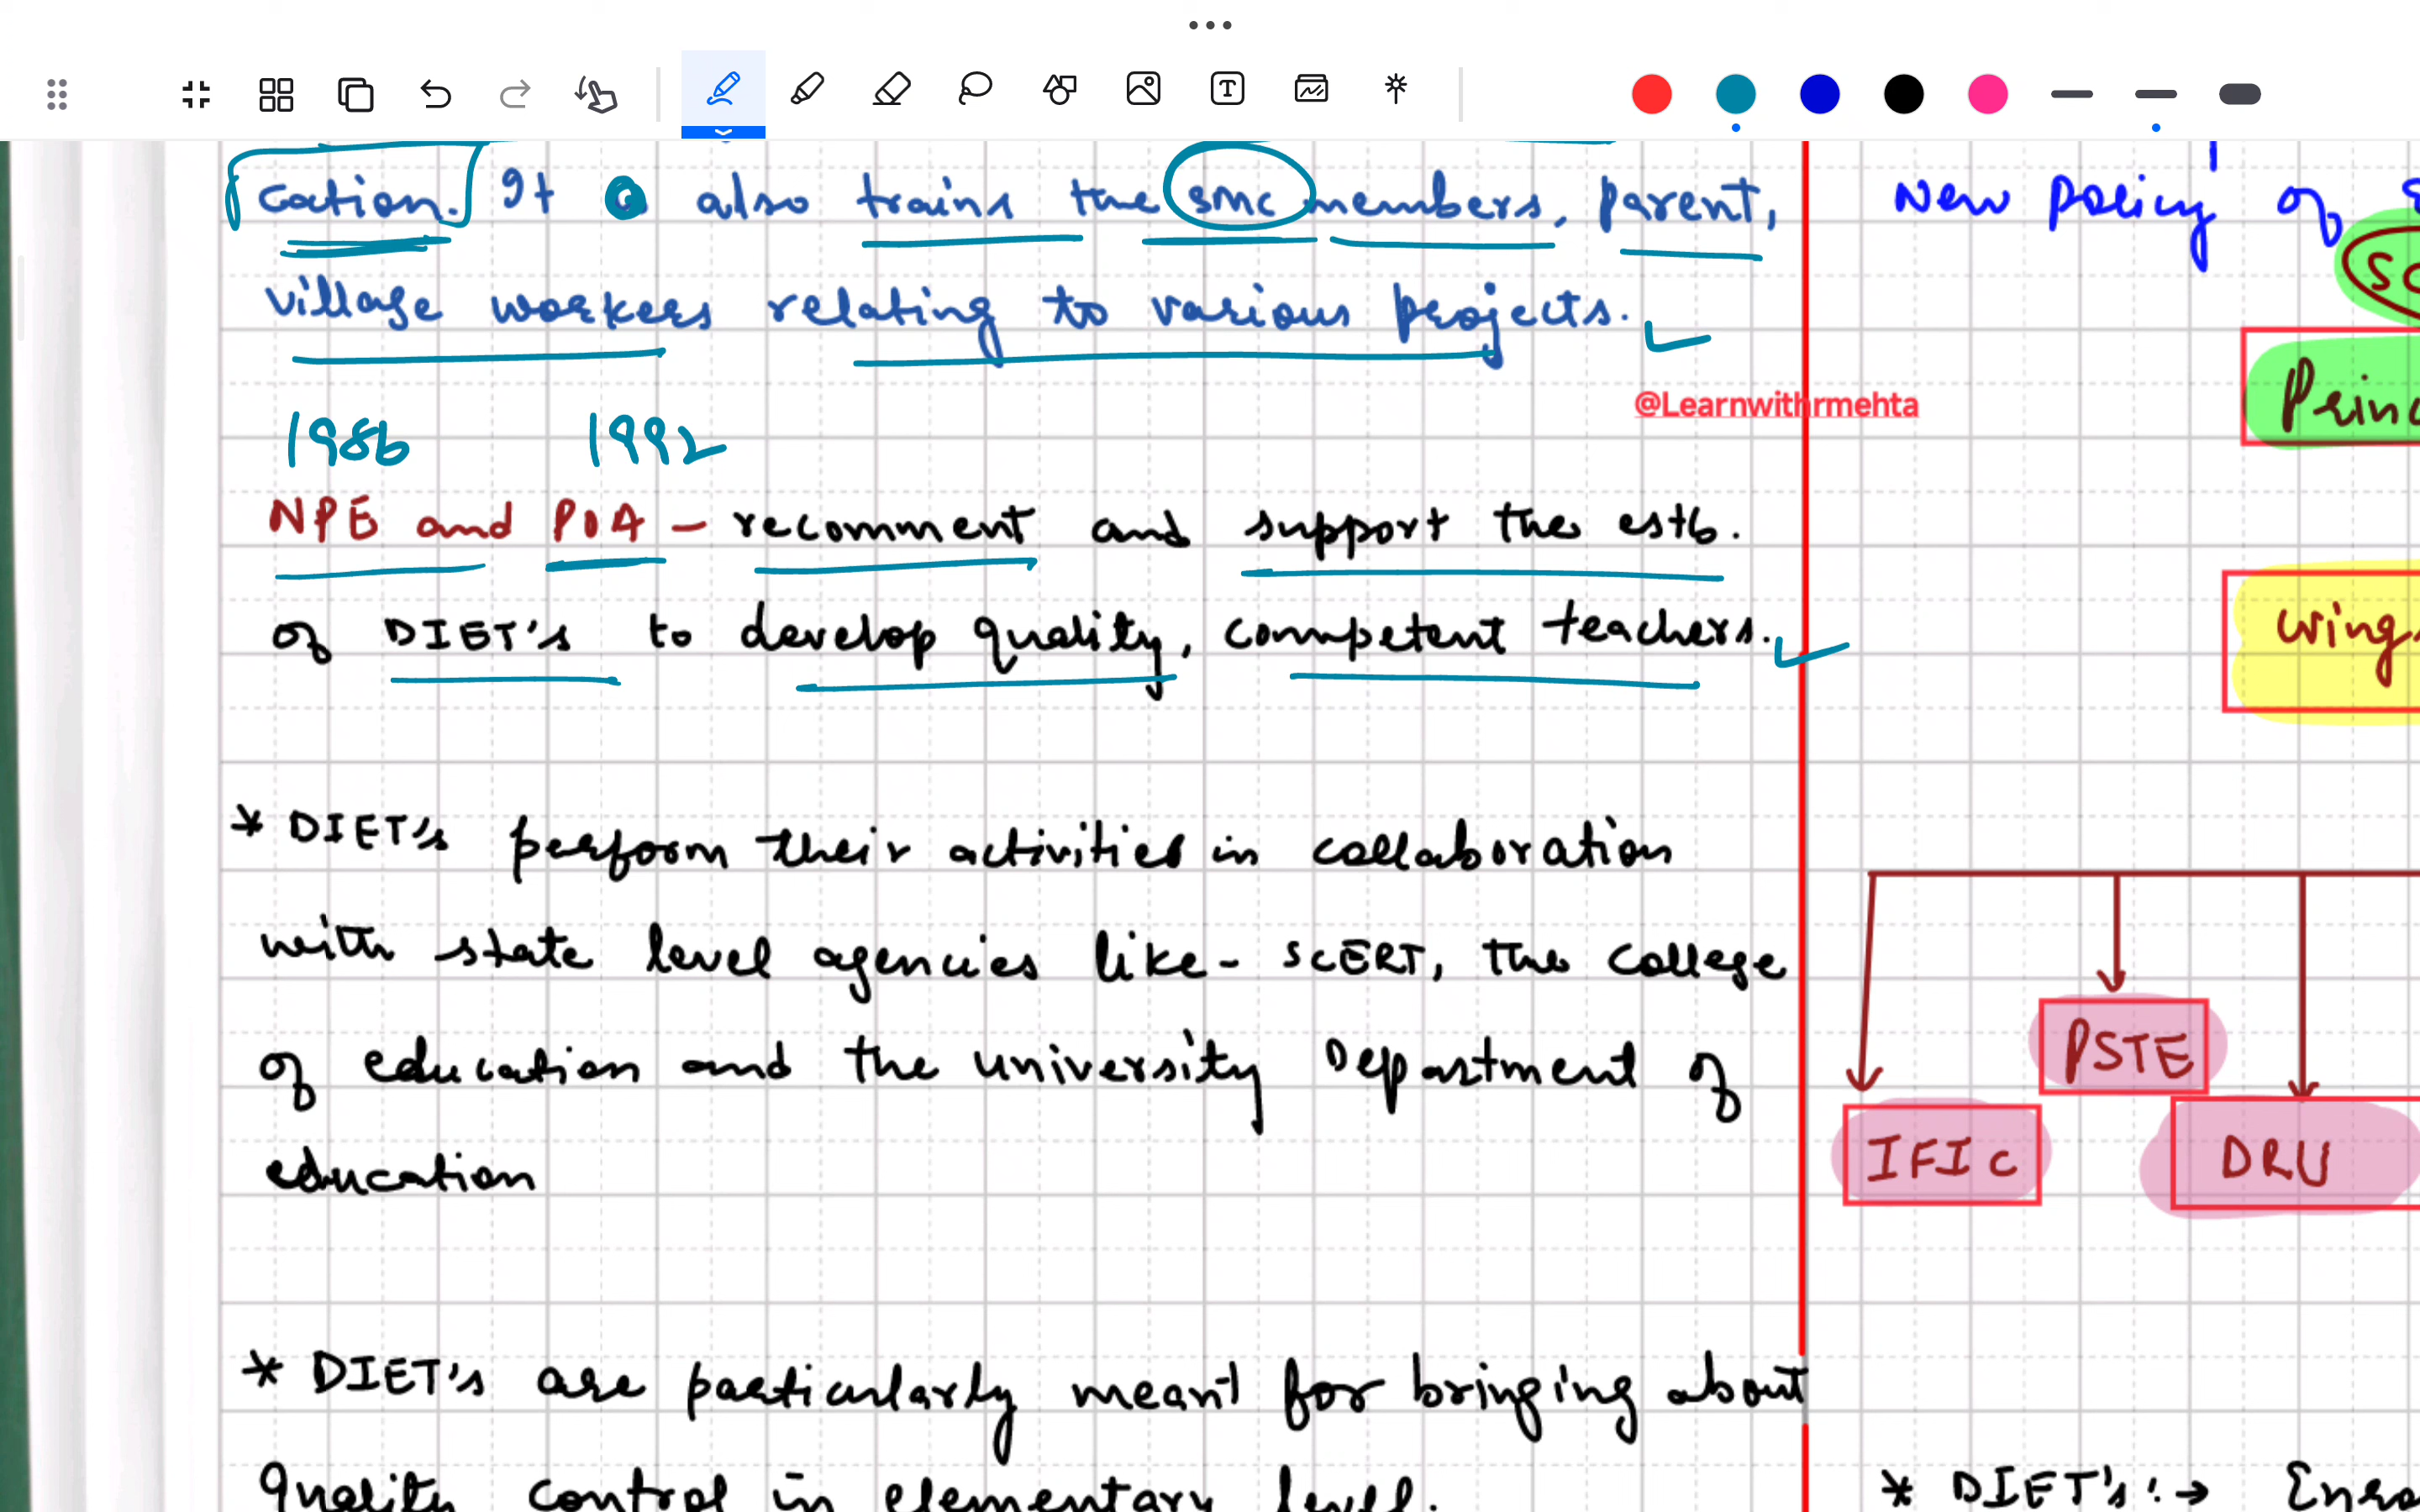 cation. It also trains the SMC members, parent,
village workers relating to various projects.
@Learnwithrmehta
1986 1992
NPE and POA - recomment and support the estb.
of DIET's to develop quality, competent teachers.
* DIET's perform their activities in collaboration
with state level agencies like - SCERT, the college
of education and the university Department of
education
* DIET's are particularly meant for bringing about
Quality control in elementary level.
New Policy of
Princ
wings
PSTE
IFIC
DRU
* DIET's :→